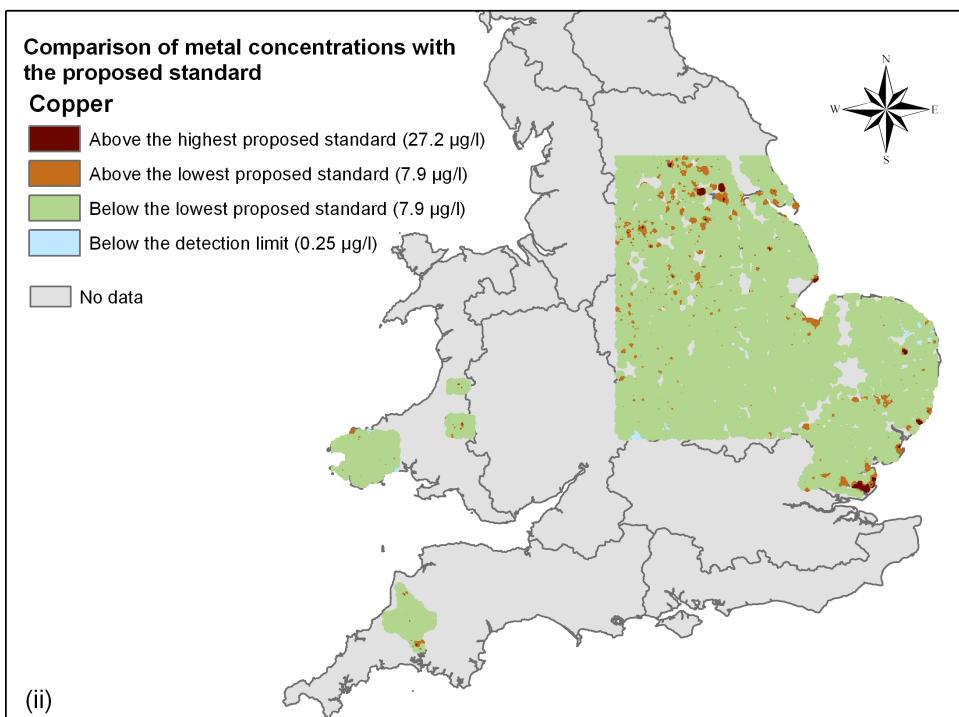 Comparison of metal concentrations with
the proposed standard
Copper
Above the highest proposed standard (27.2 µg/l)
Above the lowest proposed standard (7.9 µg/l)
Below the lowest proposed standard (7.9 µg/l)
Below the detection limit (0.25 µg/l)
No data
N
W E
S
(ii)